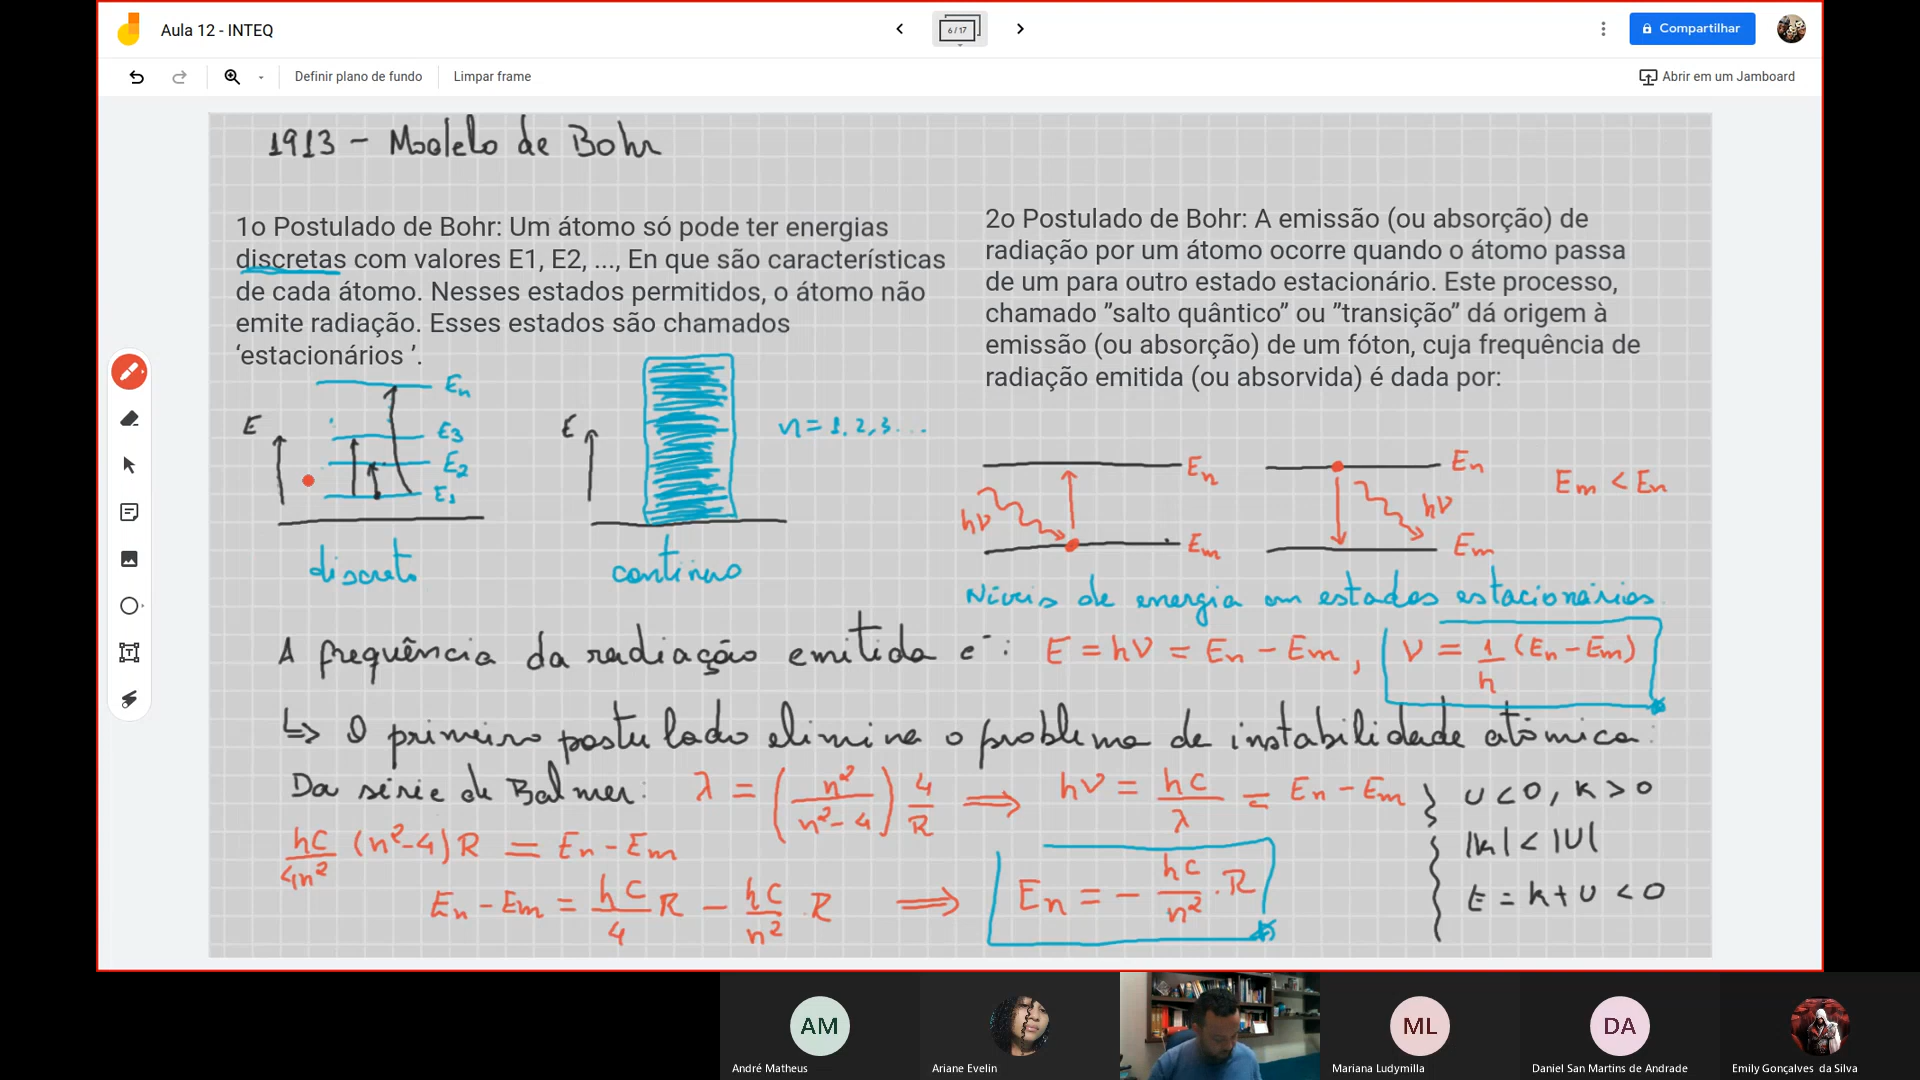 Aula 12 - INTEQ
6 / 17
Compartilhar
Definir plano de fundo
Limpar frame
Abrir em um Jamboard
1913 - Modelo de Bohr
1o Postulado de Bohr: Um átomo só pode ter energias
discretas com valores E1, E2, ..., En que são características
de cada átomo. Nesses estados permitidos, o átomo não
emite radiação. Esses estados são chamados
‘estacionários ’.
2o Postulado de Bohr: A emissão (ou absorção) de
radiação por um átomo ocorre quando o átomo passa
de um para outro estado estacionário. Este processo,
chamado ”salto quântico” ou ”transição” dá origem à
emissão (ou absorção) de um fóton, cuja frequência de
radiação emitida (ou absorvida) é dada por:
E
En
E3
E2
E1
discreto
E
contínuo
n = 1, 2, 3 ...
hν
En
Em
En
hν
Em
Em < En
Níveis de energia em estados estacionários
A frequência da radiação emitida é: E = hν = En - Em, ν = 1/h (En - Em)
↳ O primeiro postulado elimina o problema de instabilidade atômica.
Da série de Balmer: λ = (n²/(n²-4)) 4/R ⟹ hν = hc/λ = En - Em
U<0, K>0
hc/4n² (n²-4)R = En - Em
|K| < |U|
En - Em = hc/4 R - hc/n² . R ⟹ En = - hc/n² . R
E = K + U < 0
AM
ML
DA
André Matheus
Ariane Evelin
Mariana Ludymilla
Daniel San Martins de Andrade
Emily Gonçalves da Silva